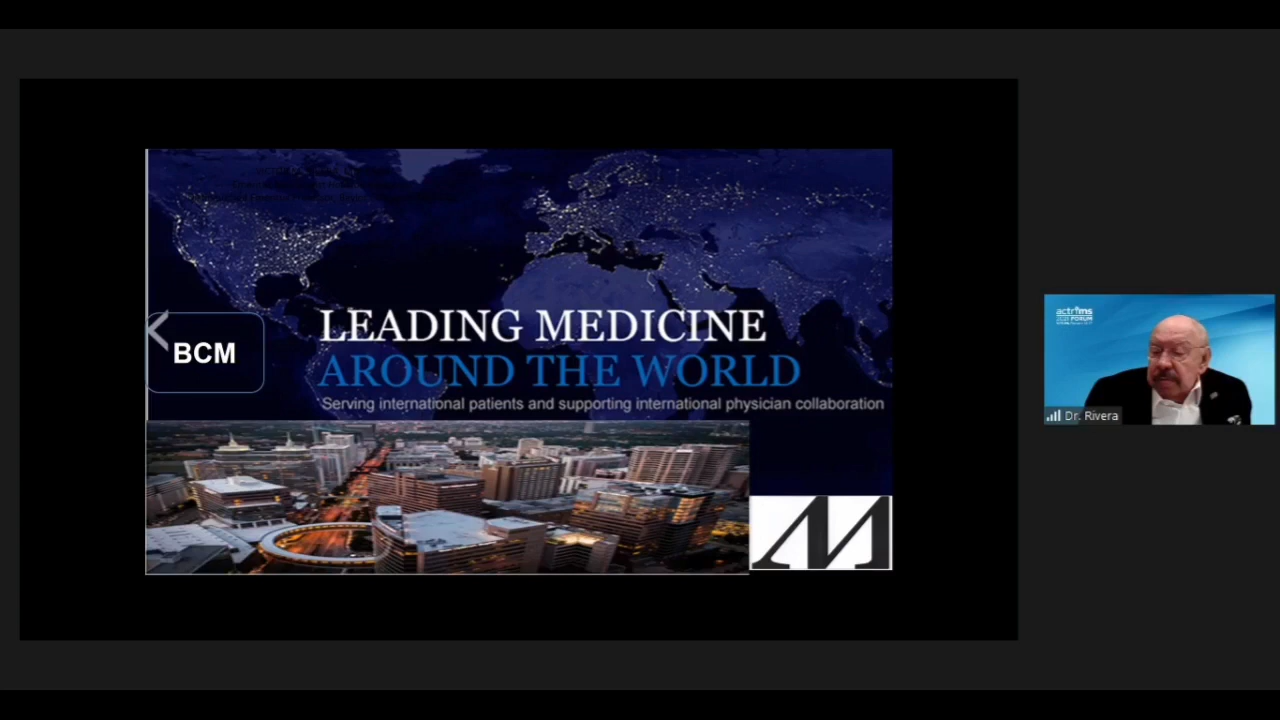 BCM
LEADING MEDICINE
AROUND THE WORLD
Serving international patients and supporting international physician collaboration
M
Dr. Rivera